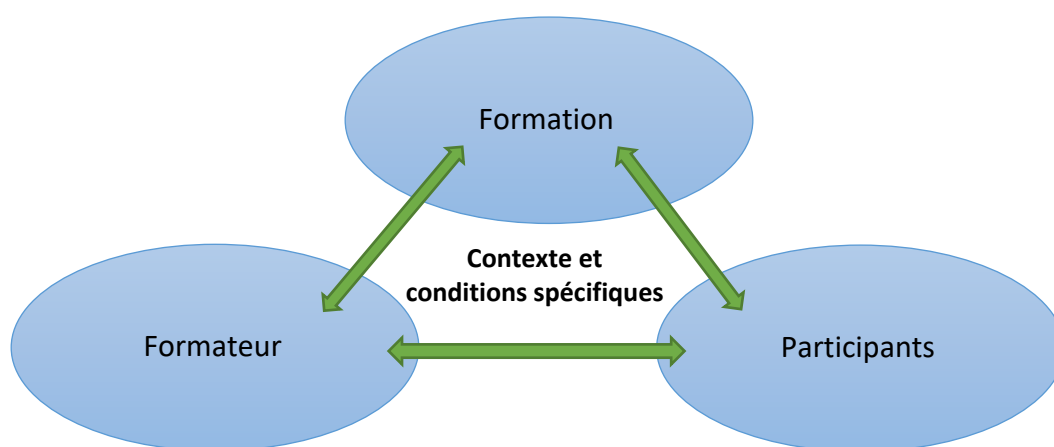 Formation
Contexte et
conditions spécifiques
Formateur
Participants